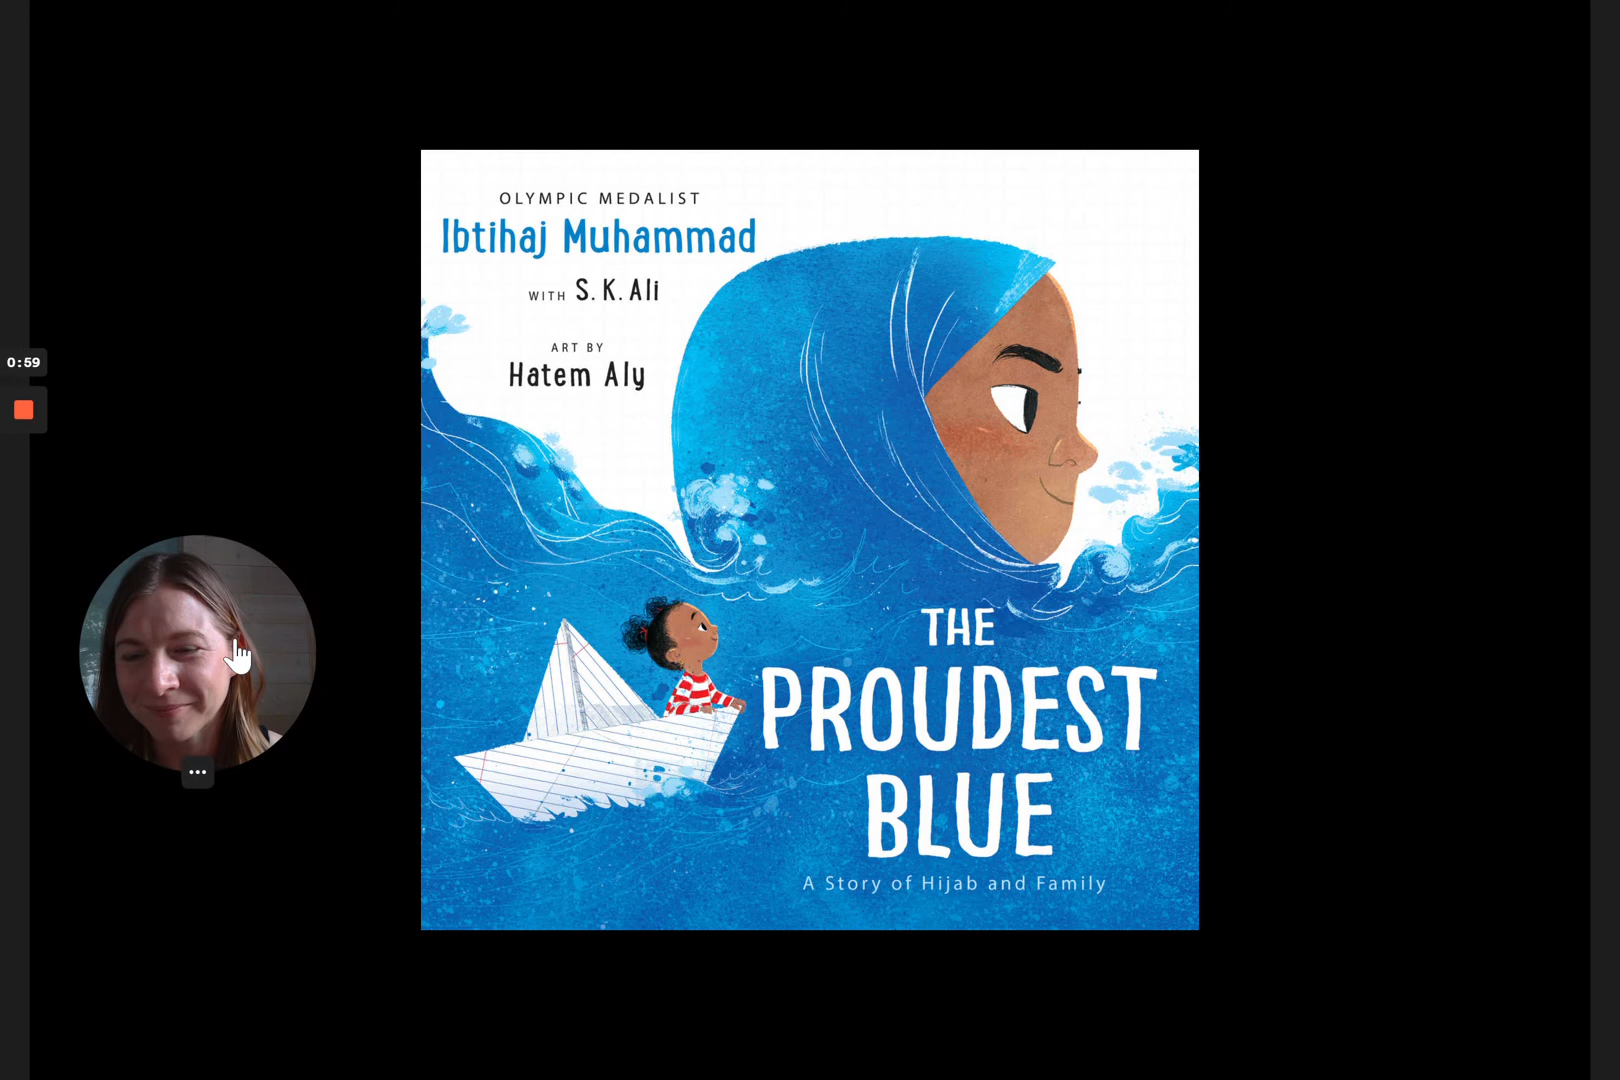 OLYMPIC MEDALIST
Ibtihaj Muhammad
WITH S. K. Ali
ART BY
Hatem Aly
0:59
THE
PROUDEST
BLUE
A Story of Hijab and Family